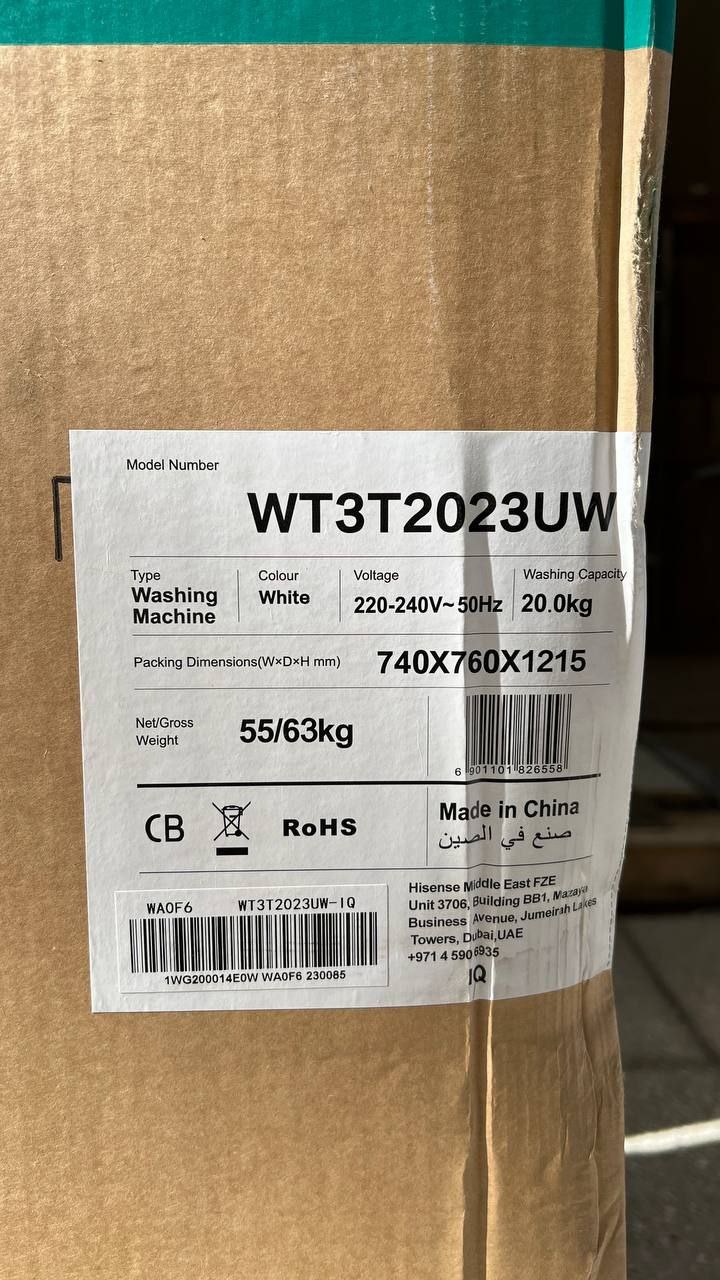 Model Number
WT3T2023UW
Type
Washing
Machine
Colour
White
Voltage
220-240V~50Hz
Washing Capacity
20.0kg
Packing Dimensions(W×D×H mm) 740X760X1215
Net/Gross
Weight
55/63kg
6 901101 826558
CB
RoHS
Made in China
صنع في الصين
WA0F6 WT3T2023UW-IQ
1WG200014E0W WA0F6 230085
Hisense Middle East FZE
Unit 3706, Building BB1, Mazaya
Business Avenue, Jumeirah Lakes
Towers, Dubai,UAE
+971 4 590 6935
IQ